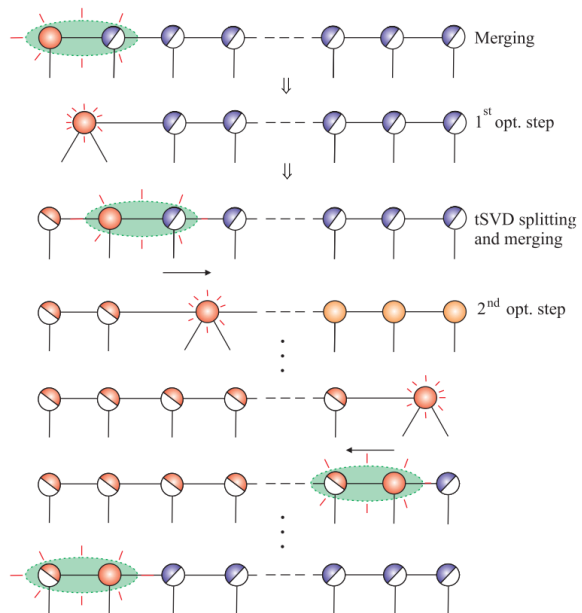 Merging
1st opt. step
tSVD splitting
and merging
2nd opt. step